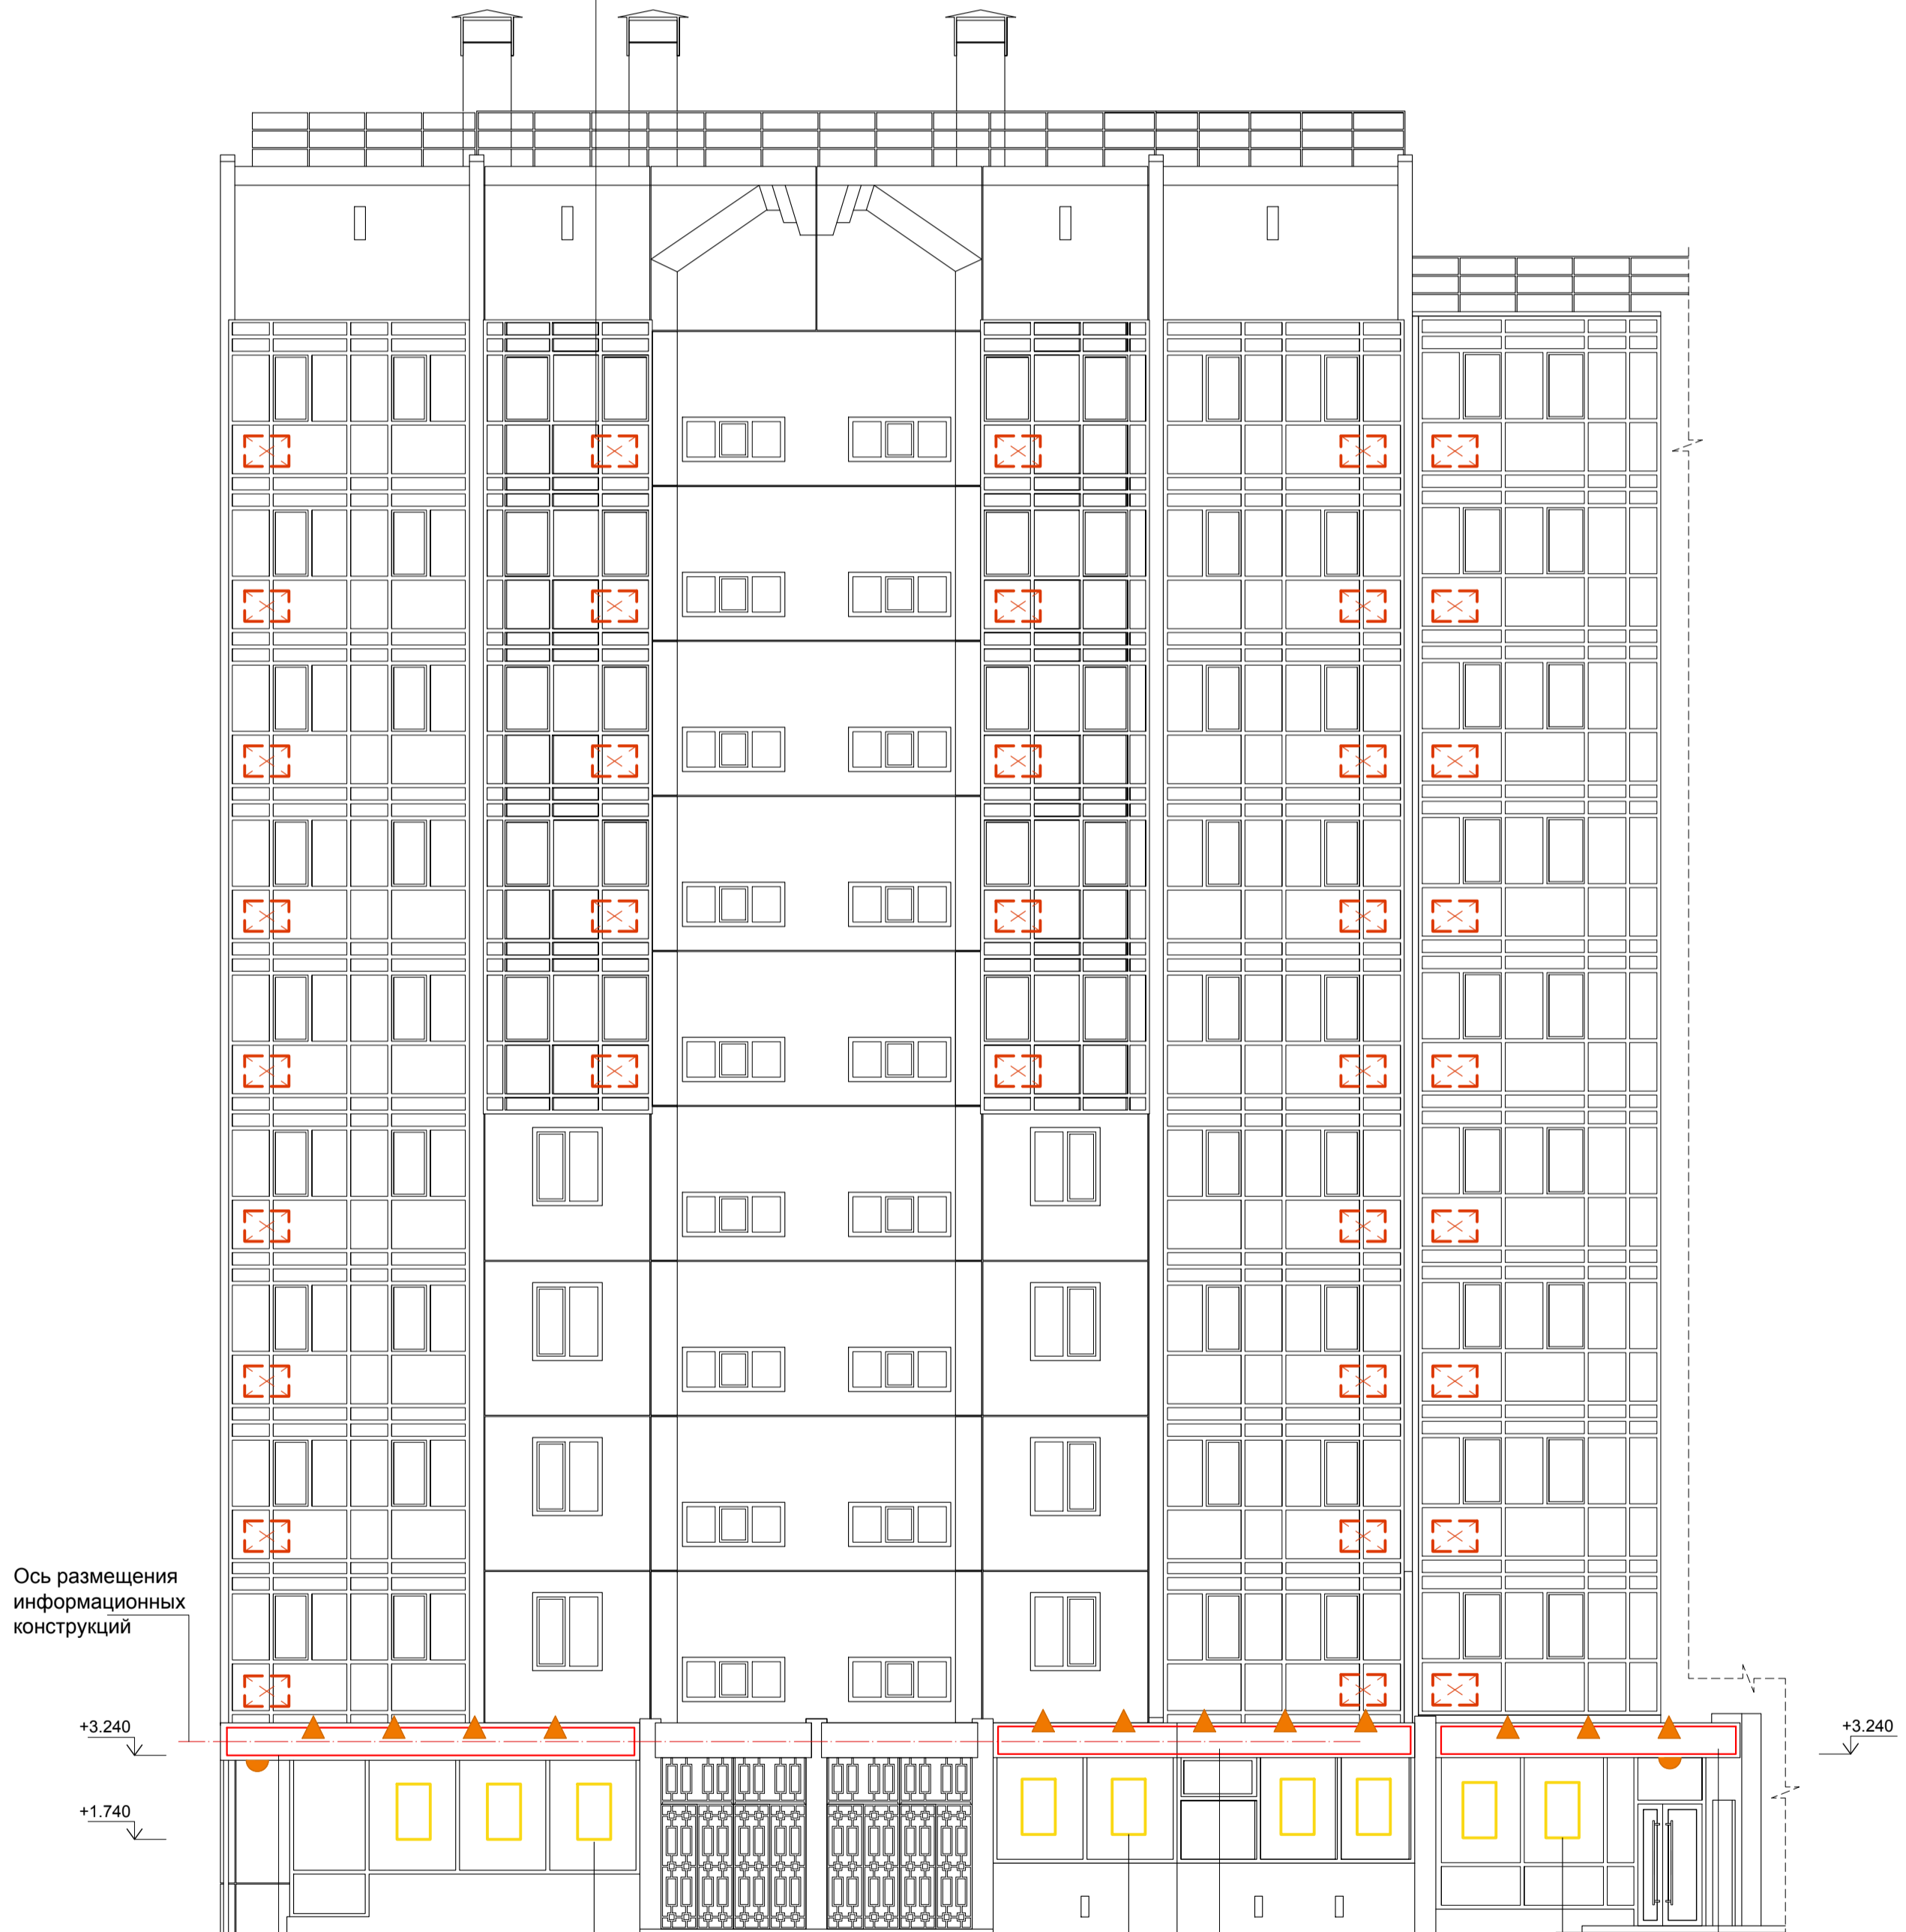 Ось размещения
информационных
конструкций
+3.240
+3.240
+1.740